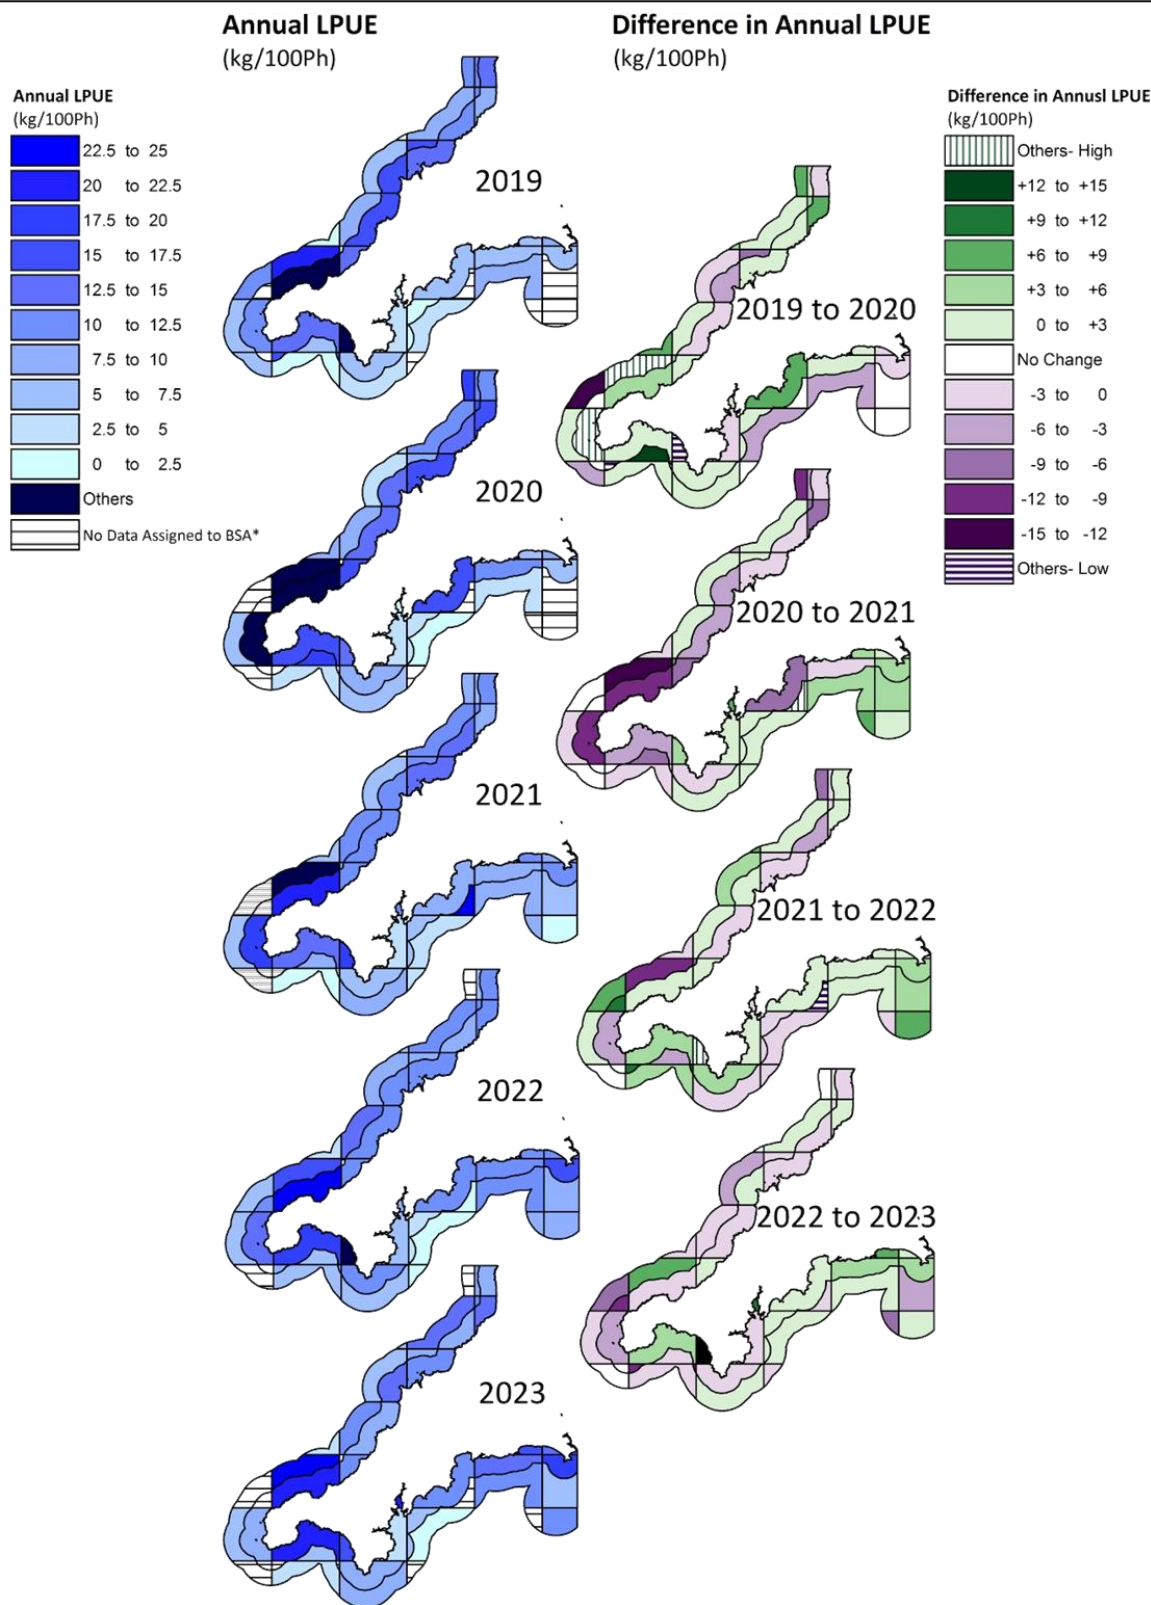 Annual LPUE
(kg/100Ph)
Difference in Annual LPUE
(kg/100Ph)
Annual LPUE
(kg/100Ph)
22.5 to 25
20 to 22.5
17.5 to 20
15 to 17.5
12.5 to 15
10 to 12.5
7.5 to 10
5 to 7.5
2.5 to 5
0 to 2.5
Others
No Data Assigned to BSA*
Difference in Annusl LPUE
(kg/100Ph)
Others- High
+12 to +15
+9 to +12
+6 to +9
+3 to +6
0 to +3
No Change
-3 to 0
-6 to -3
-9 to -6
-12 to -9
-15 to -12
Others- Low
2019
2019 to 2020
2020
2020 to 2021
2021
2021 to 2022
2022
2022 to 2023
2023